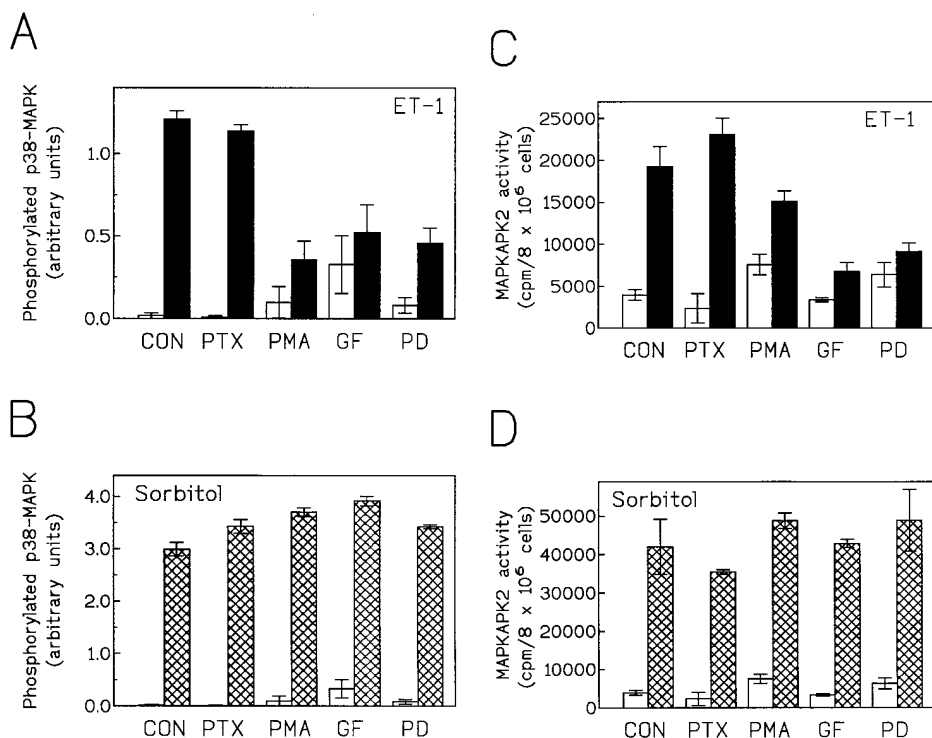 A
Phosphorylated p38-MAPK
(arbitrary units)
ET-1
1.0
0.5
0.0
CON PTX PMA GF PD
C
MAPKAPK2 activity
(cpm/8 x 10⁶ cells)
ET-1
25000
20000
15000
10000
5000
0
CON PTX PMA GF PD
B
Phosphorylated p38-MAPK
(arbitrary units)
Sorbitol
4.0
3.0
2.0
1.0
0.0
CON PTX PMA GF PD
D
MAPKAPK2 activity
(cpm/8 x 10⁶ cells)
Sorbitol
50000
40000
30000
20000
10000
0
CON PTX PMA GF PD